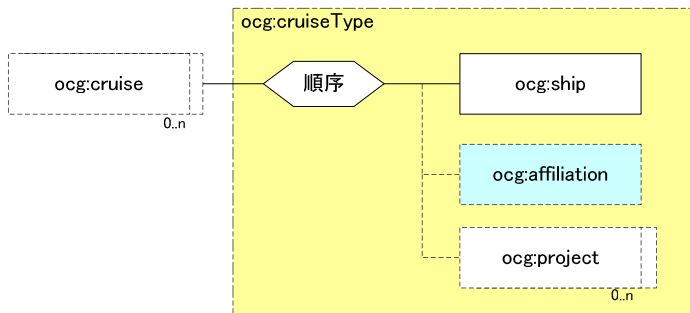 ocg:cruiseType
ocg:cruise
0..n
順序
ocg:ship
ocg:affiliation
ocg:project
0..n